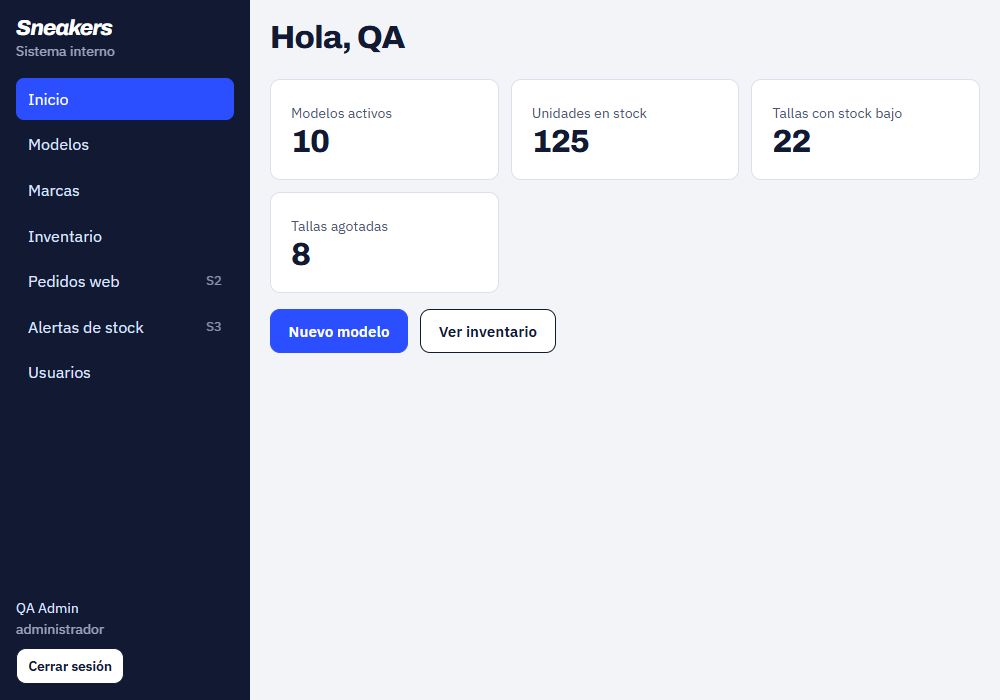 Sneakers
Sistema interno
Inicio
Modelos
Marcas
Inventario
Pedidos web S2
Alertas de stock S3
Usuarios
QA Admin
administrador
Cerrar sesión
Hola, QA
Modelos activos
10
Unidades en stock
125
Tallas con stock bajo
22
Tallas agotadas
8
Nuevo modelo
Ver inventario